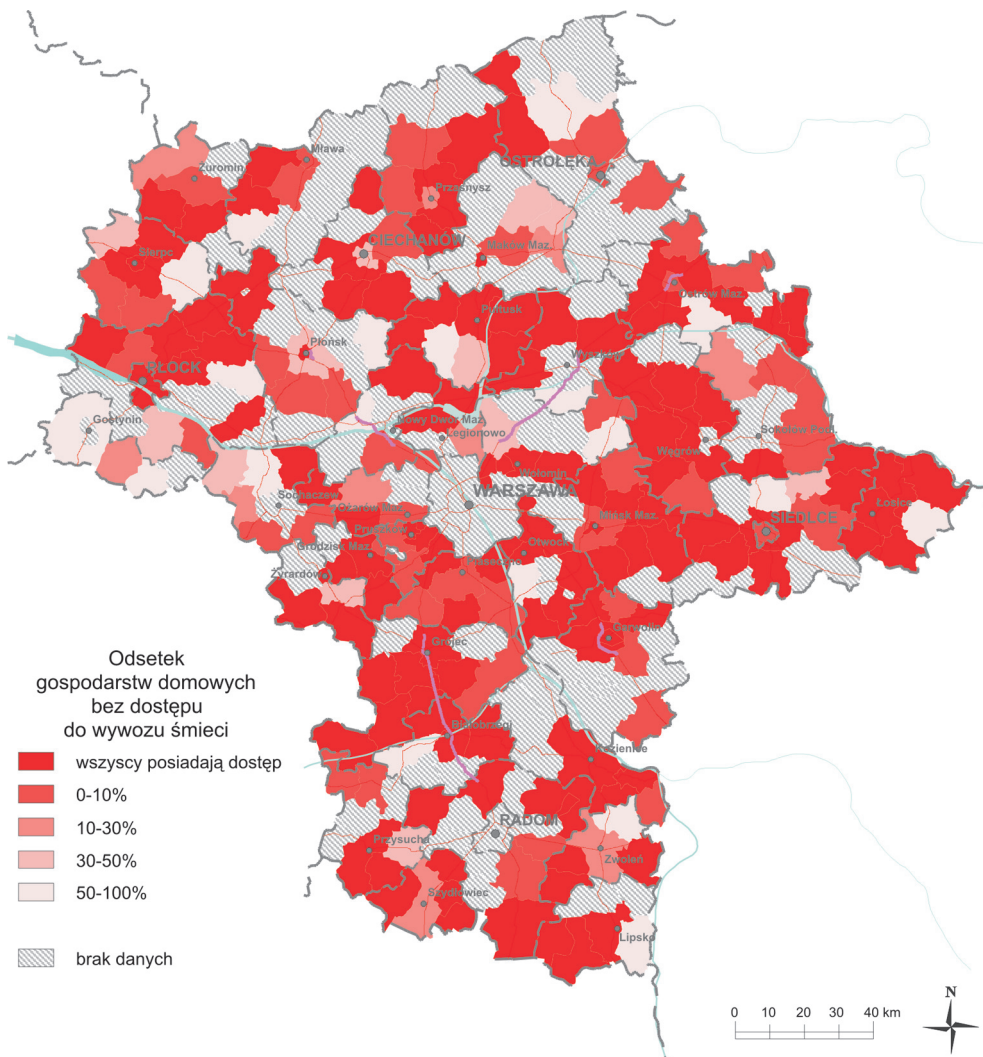 Mława
Żuromin
OSTROŁĘKA
Przasnysz
CIECHANÓW
Maków Maz.
Sierpc
Ostrów Maz.
Pułtusk
Płońsk
Wyszków
PŁOCK
Gostynin
Nowy Dwór Maz.
Legionowo
Sokołów Podl.
Węgrów
Wołomin
Sochaczew
WARSZAWA
Łosice
Ożarów Maz.
SIEDLCE
Mińsk Maz.
Pruszków
Otwock
Grodzisk Maz.
Piaseczno
Żyrardów
Garwolin
Grójec
Odsetek
gospodarstw domowych
bez dostępu
do wywozu śmieci
wszyscy posiadają dostęp
0-10%
10-30%
30-50%
50-100%
brak danych
Białobrzegi
Kozienice
RADOM
Przysucha
Zwoleń
Szydłowiec
Lipsko
N
0 10 20 30 40 km